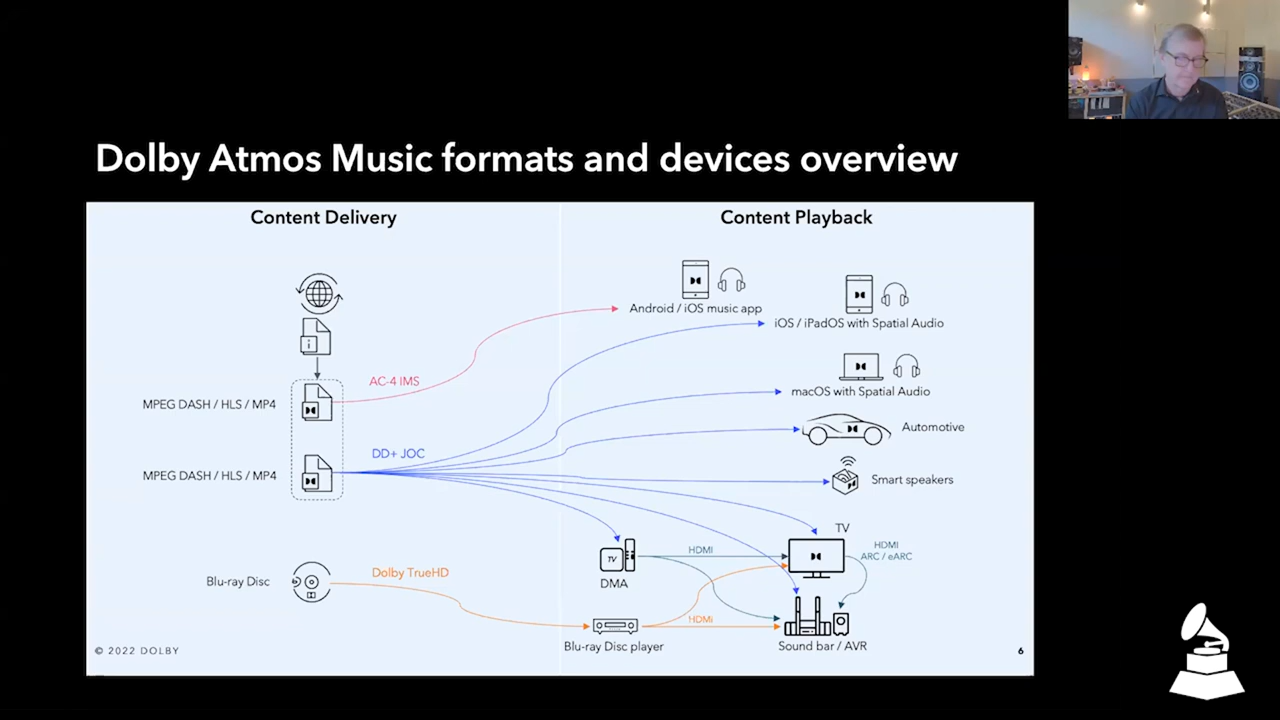 Dolby Atmos Music formats and devices overview
Content Delivery
Content Playback
Android / iOS music app
iOS / iPadOS with Spatial Audio
AC-4 IMS
macOS with Spatial Audio
MPEG DASH / HLS / MP4
Automotive
DD+ JOC
MPEG DASH / HLS / MP4
Smart speakers
TV
HDMI
HDMI
ARC / eARC
TV
DMA
Blu-ray Disc
Dolby TrueHD
HDMi
Blu-ray Disc player
Sound bar / AVR
© 2022 DOLBY
6